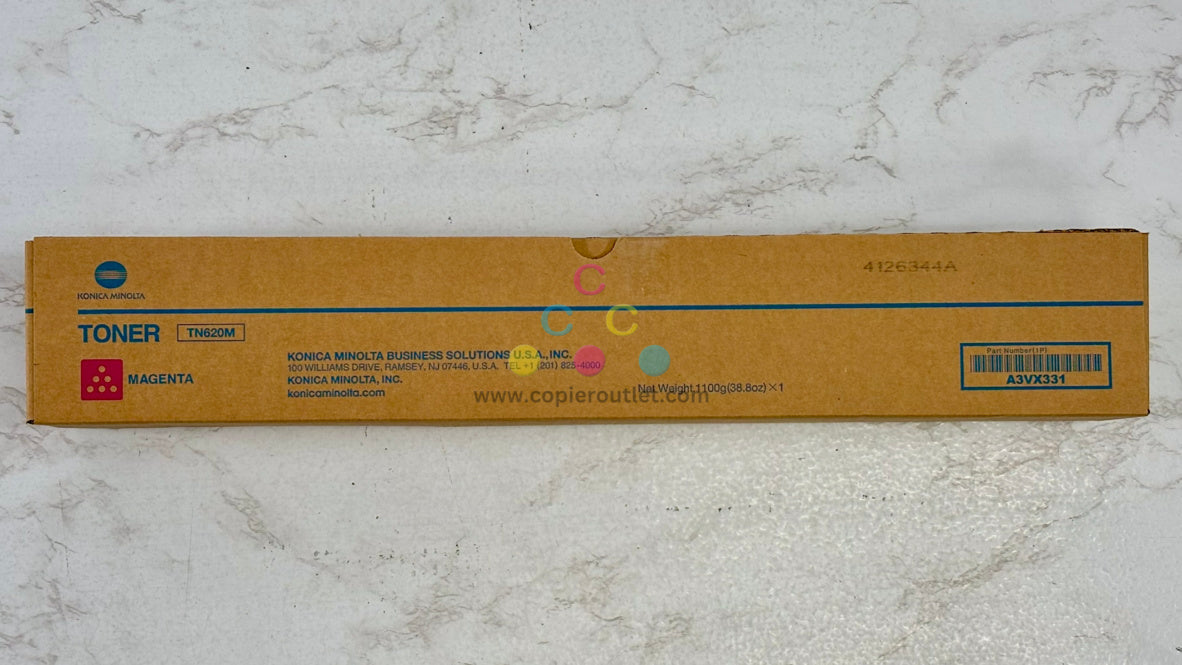 4126344A
KONICA MINOLTA
TONER TN620M
MAGENTA
KONICA MINOLTA BUSINESS SOLUTIONS U.S.A., INC.
100 WILLIAMS DRIVE, RAMSEY, NJ 07446, U.S.A. TEL +1 (201) 825-4000
KONICA MINOLTA, INC.
konicaminolta.com
Net Weight 1100g(38.8oz)×1
Part Number(1P)
A3VX331
C
C C
www.copieroutlet.com